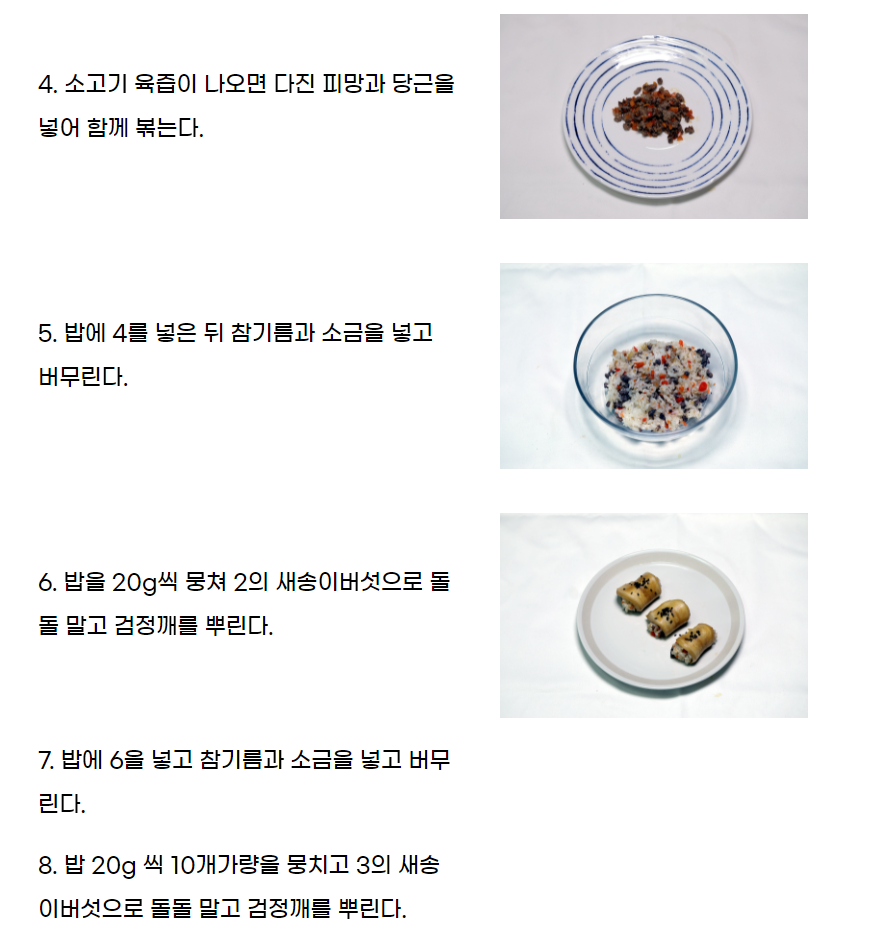 4. 소고기 육즙이 나오면 다진 피망과 당근을
넣어 함께 볶는다.
5. 밥에 4를 넣은 뒤 참기름과 소금을 넣고
버무린다.
6. 밥을 20g씩 뭉쳐 2의 새송이버섯으로 돌
돌 말고 검정깨를 뿌린다.
7. 밥에 6을 넣고 참기름과 소금을 넣고 버무
린다.
8. 밥 20g 씩 10개가량을 뭉치고 3의 새송
이버섯으로 돌돌 말고 검정깨를 뿌린다.